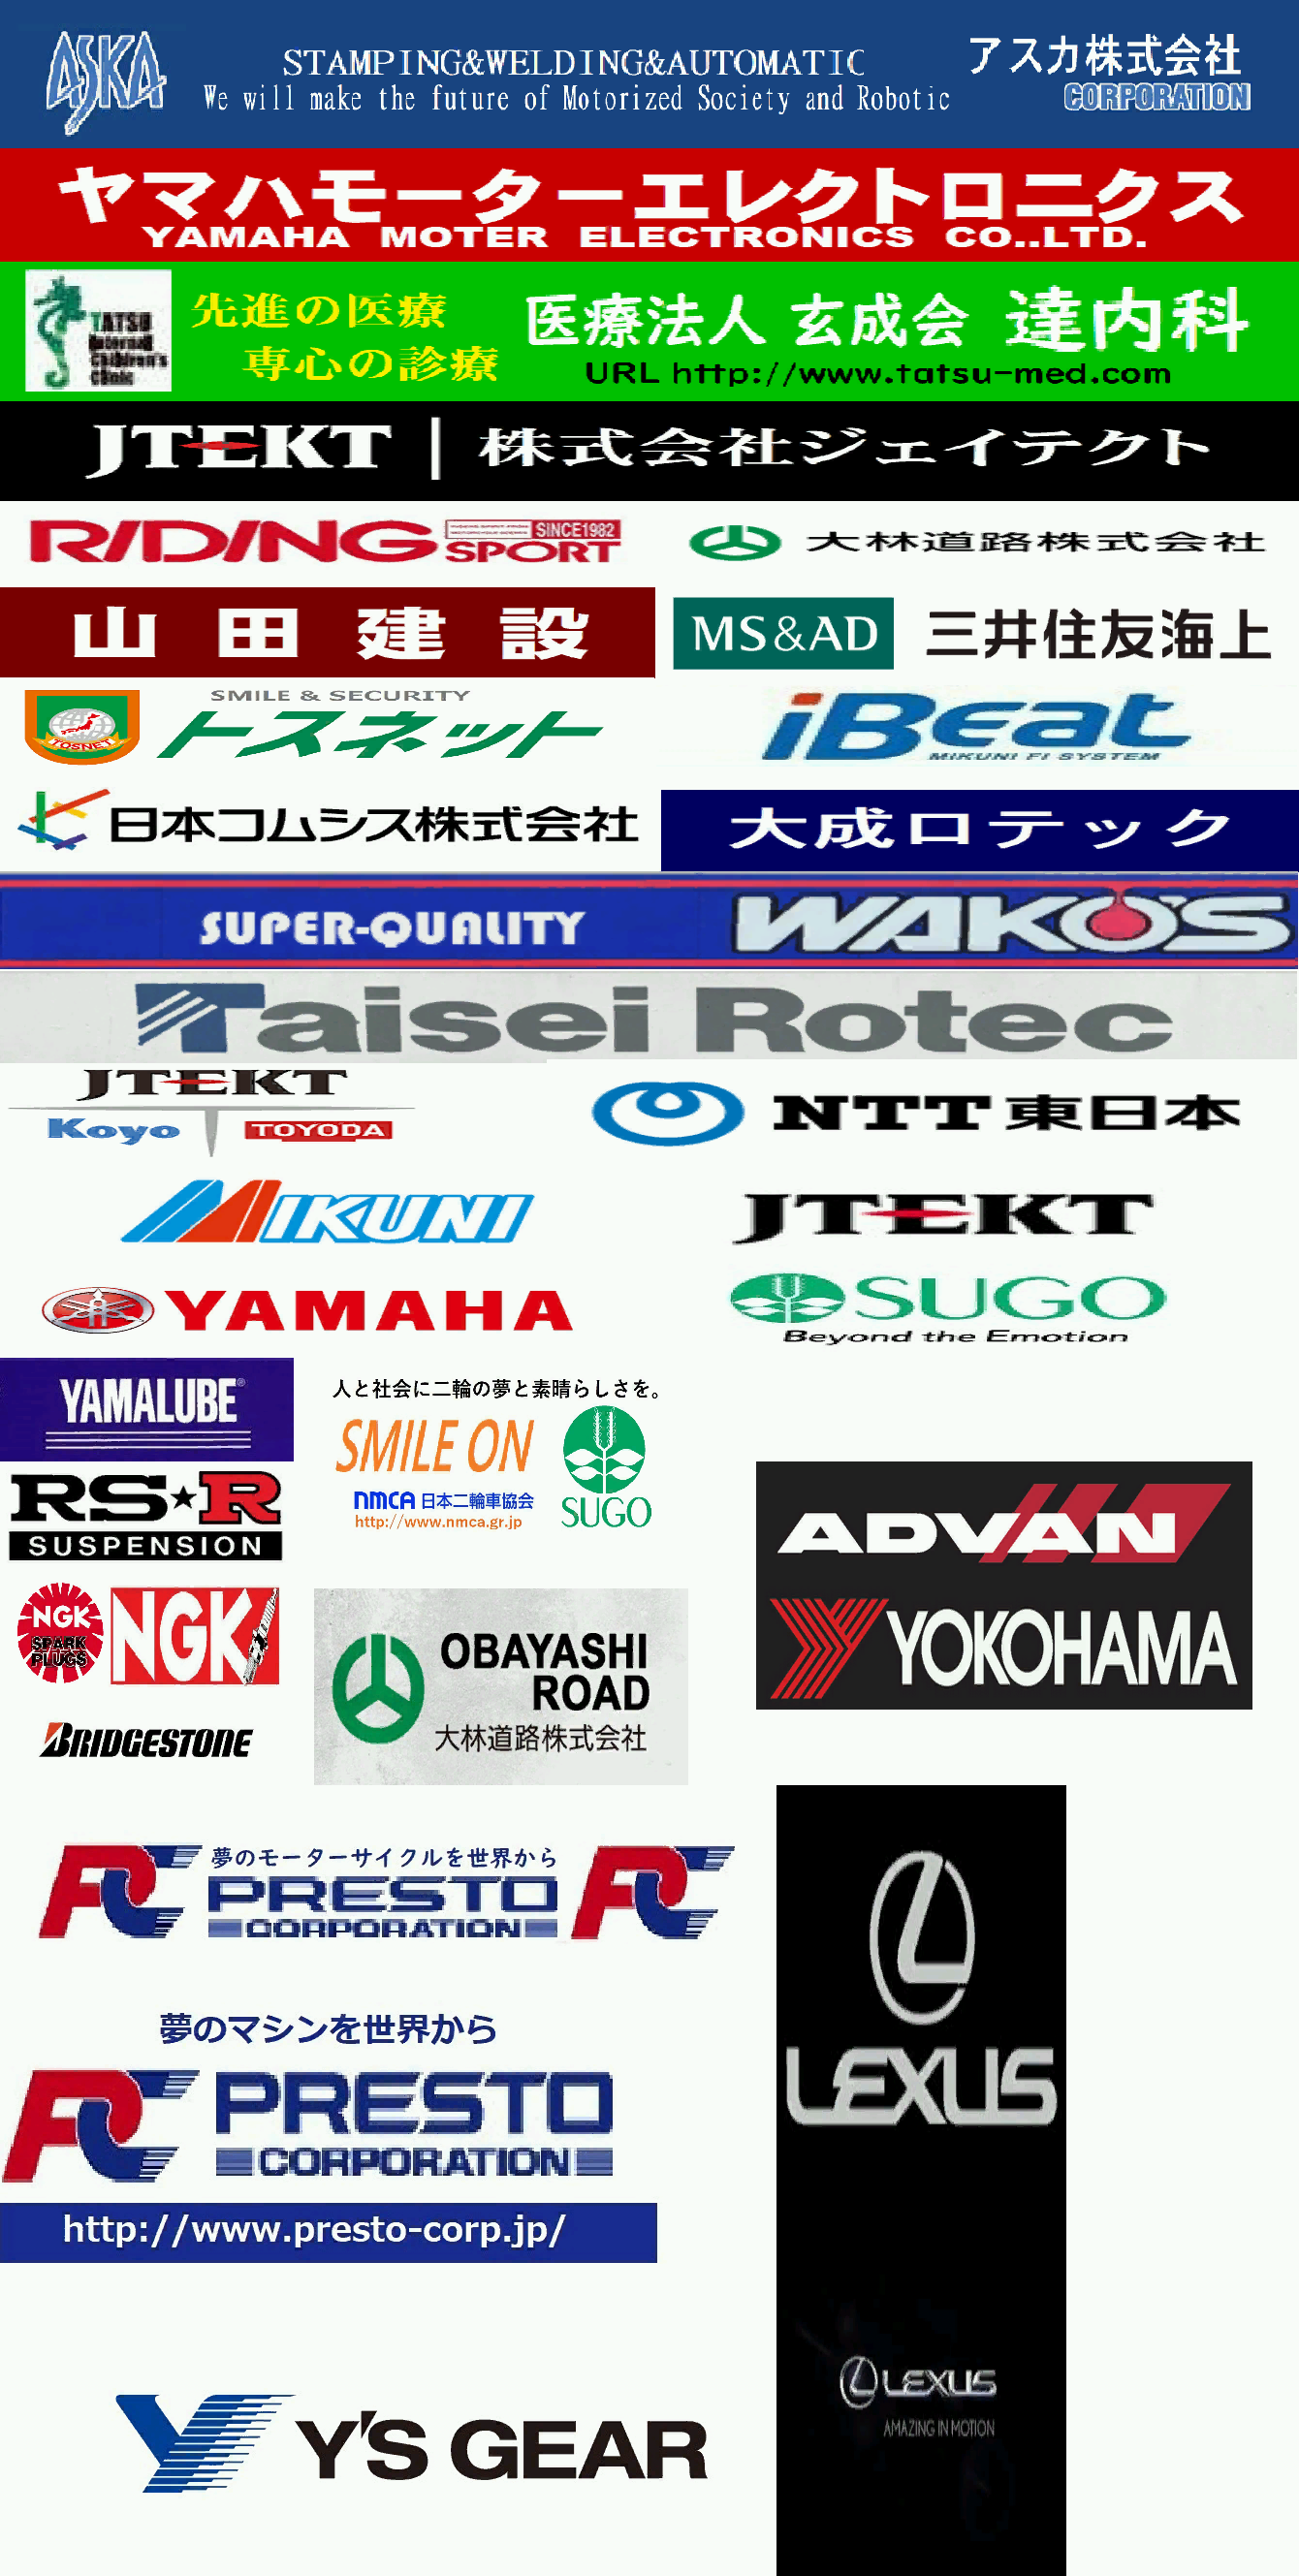 ASKA
STAMPING&WELDING&AUTOMATIC
We will make the future of Motorized Society and Robotic
アスカ株式会社
CORPORATION
ヤマハモーターエレクトロニクス
YAMAHA MOTER ELECTRONICS CO..LTD.
TATSU
Children's
Clinic
先進の医療
専心の診療
医療法人 玄成会 達内科
URL http://www.tatsu-med.com
JTEKT | 株式会社ジェイテクト
RIDING
SINCE1982
SPORT
大林道路株式会社
山田建設
MS&AD 三井住友海上
TOSNET
SMILE & SECURITY
トスネット
iBeat
MIKUNI FI SYSTEM
日本コムシス株式会社
大成ロテック
SUPER-QUALITY WAKO'S
Taisei Rotec
JTEKT
Koyo TOYODA
NTT東日本
MIKUNI
JTEKT
YAMAHA
SUGO
Beyond the Emotion
YAMALUBE®
人と社会に二輪の夢と素晴らしさを。
SMILE ON
nmca 日本二輪車協会
http://www.nmca.gr.jp
SUGO
RS★R
SUSPENSION
ADVAN
YOKOHAMA
NGK
SPARK
PLUGS
NGK
OBAYASHI
ROAD
大林道路株式会社
BRIDGESTONE
PC
夢のモーターサイクルを世界から
PRESTO
CORPORATION
PC
LEXUS
夢のマシンを世界から
PC
PRESTO
CORPORATION
http://www.presto-corp.jp/
LEXUS
AMAZING IN MOTION
Y'S GEAR